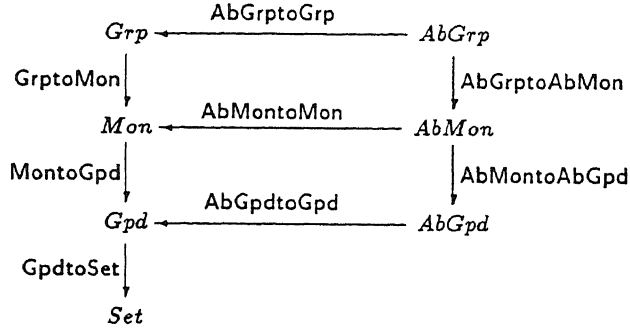 AbGrptoGrp
Grp AbGrp
GrptoMon AbGrptoAbMon
AbMontoMon
Mon AbMon
MontoGpd AbMontoAbGpd
AbGpdtoGpd
Gpd AbGpd
GpdtoSet
Set